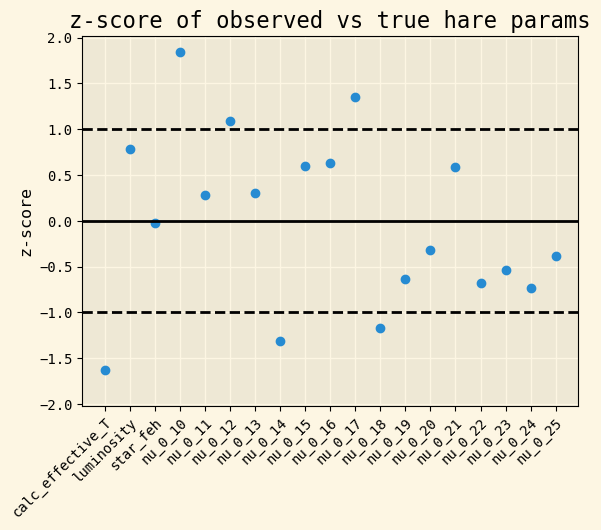 z-score of observed vs true hare params
z-score
2.0
1.5
1.0
0.5
0.0
−0.5
−1.0
−1.5
−2.0
calc_effective_T
luminosity
star_feh
nu_0_10
nu_0_11
nu_0_12
nu_0_13
nu_0_14
nu_0_15
nu_0_16
nu_0_17
nu_0_18
nu_0_19
nu_0_20
nu_0_21
nu_0_22
nu_0_23
nu_0_24
nu_0_25